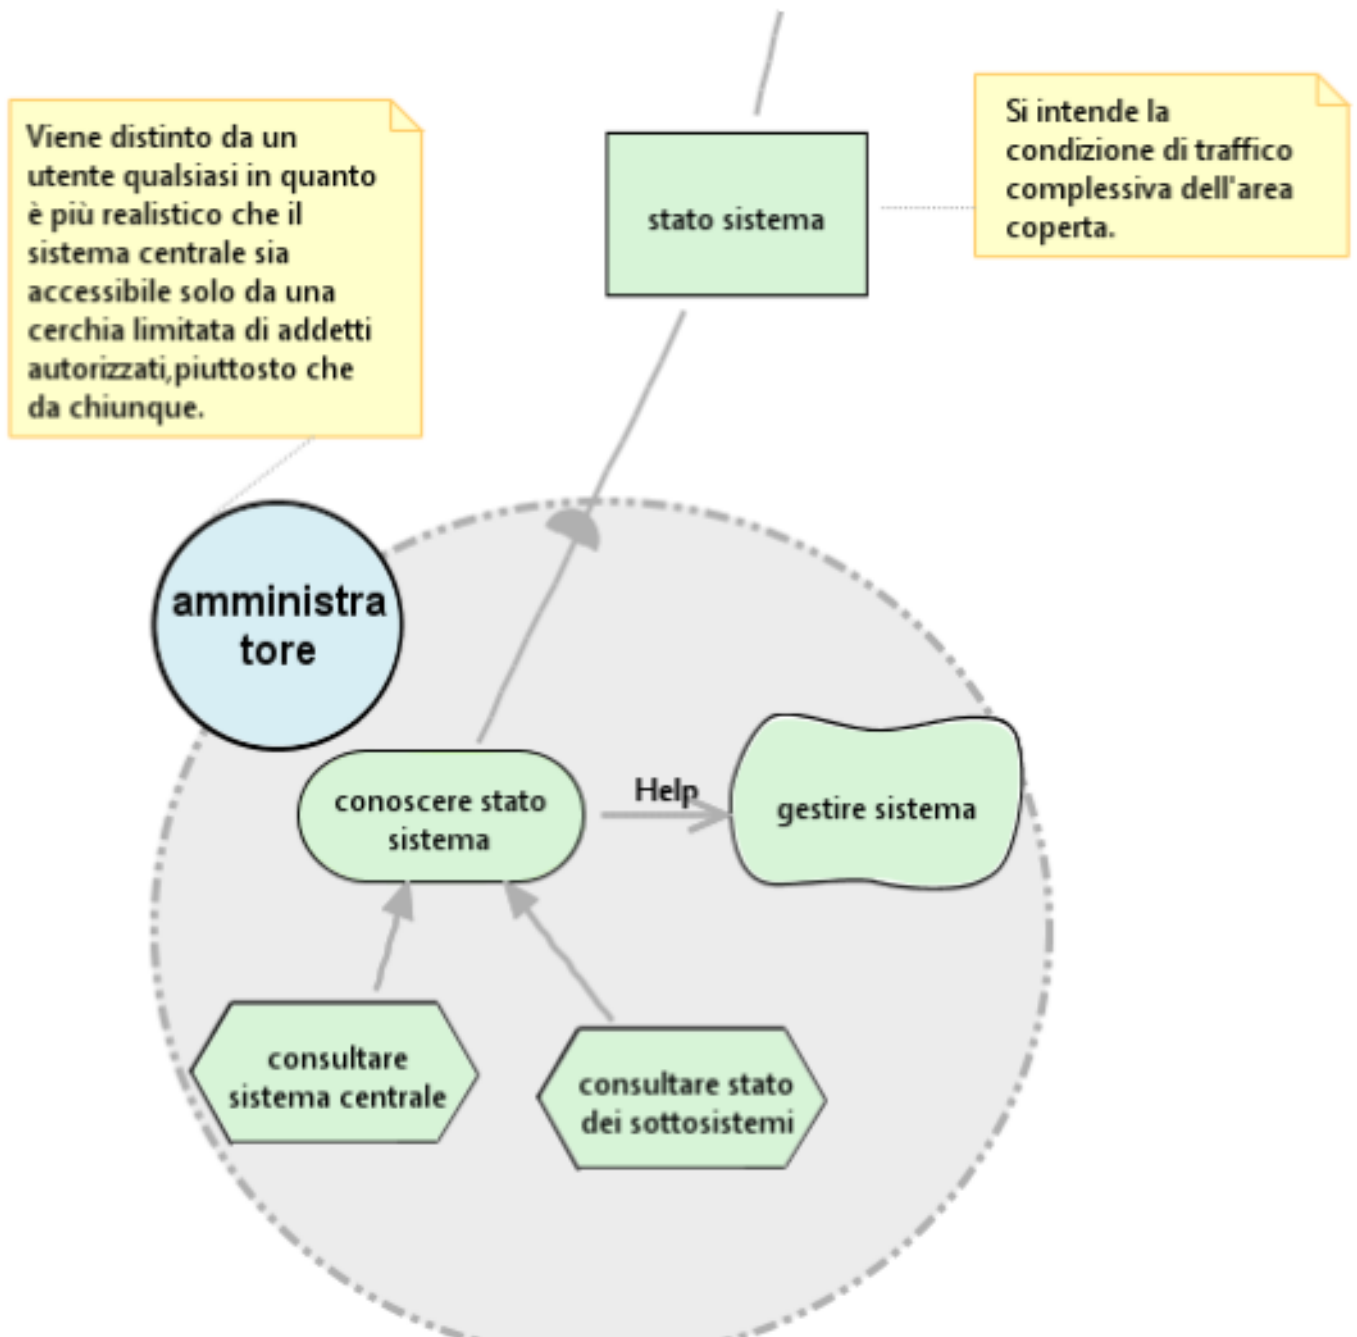 Viene distinto da un
utente qualsiasi in quanto
è più realistico che il
sistema centrale sia
accessibile solo da una
cerchia limitata di addetti
autorizzati,piuttosto che
da chiunque.
stato sistema
Si intende la
condizione di traffico
complessiva dell'area
coperta.
amministra
tore
conoscere stato
sistema
Help
gestire sistema
consultare
sistema centrale
consultare stato
dei sottosistemi